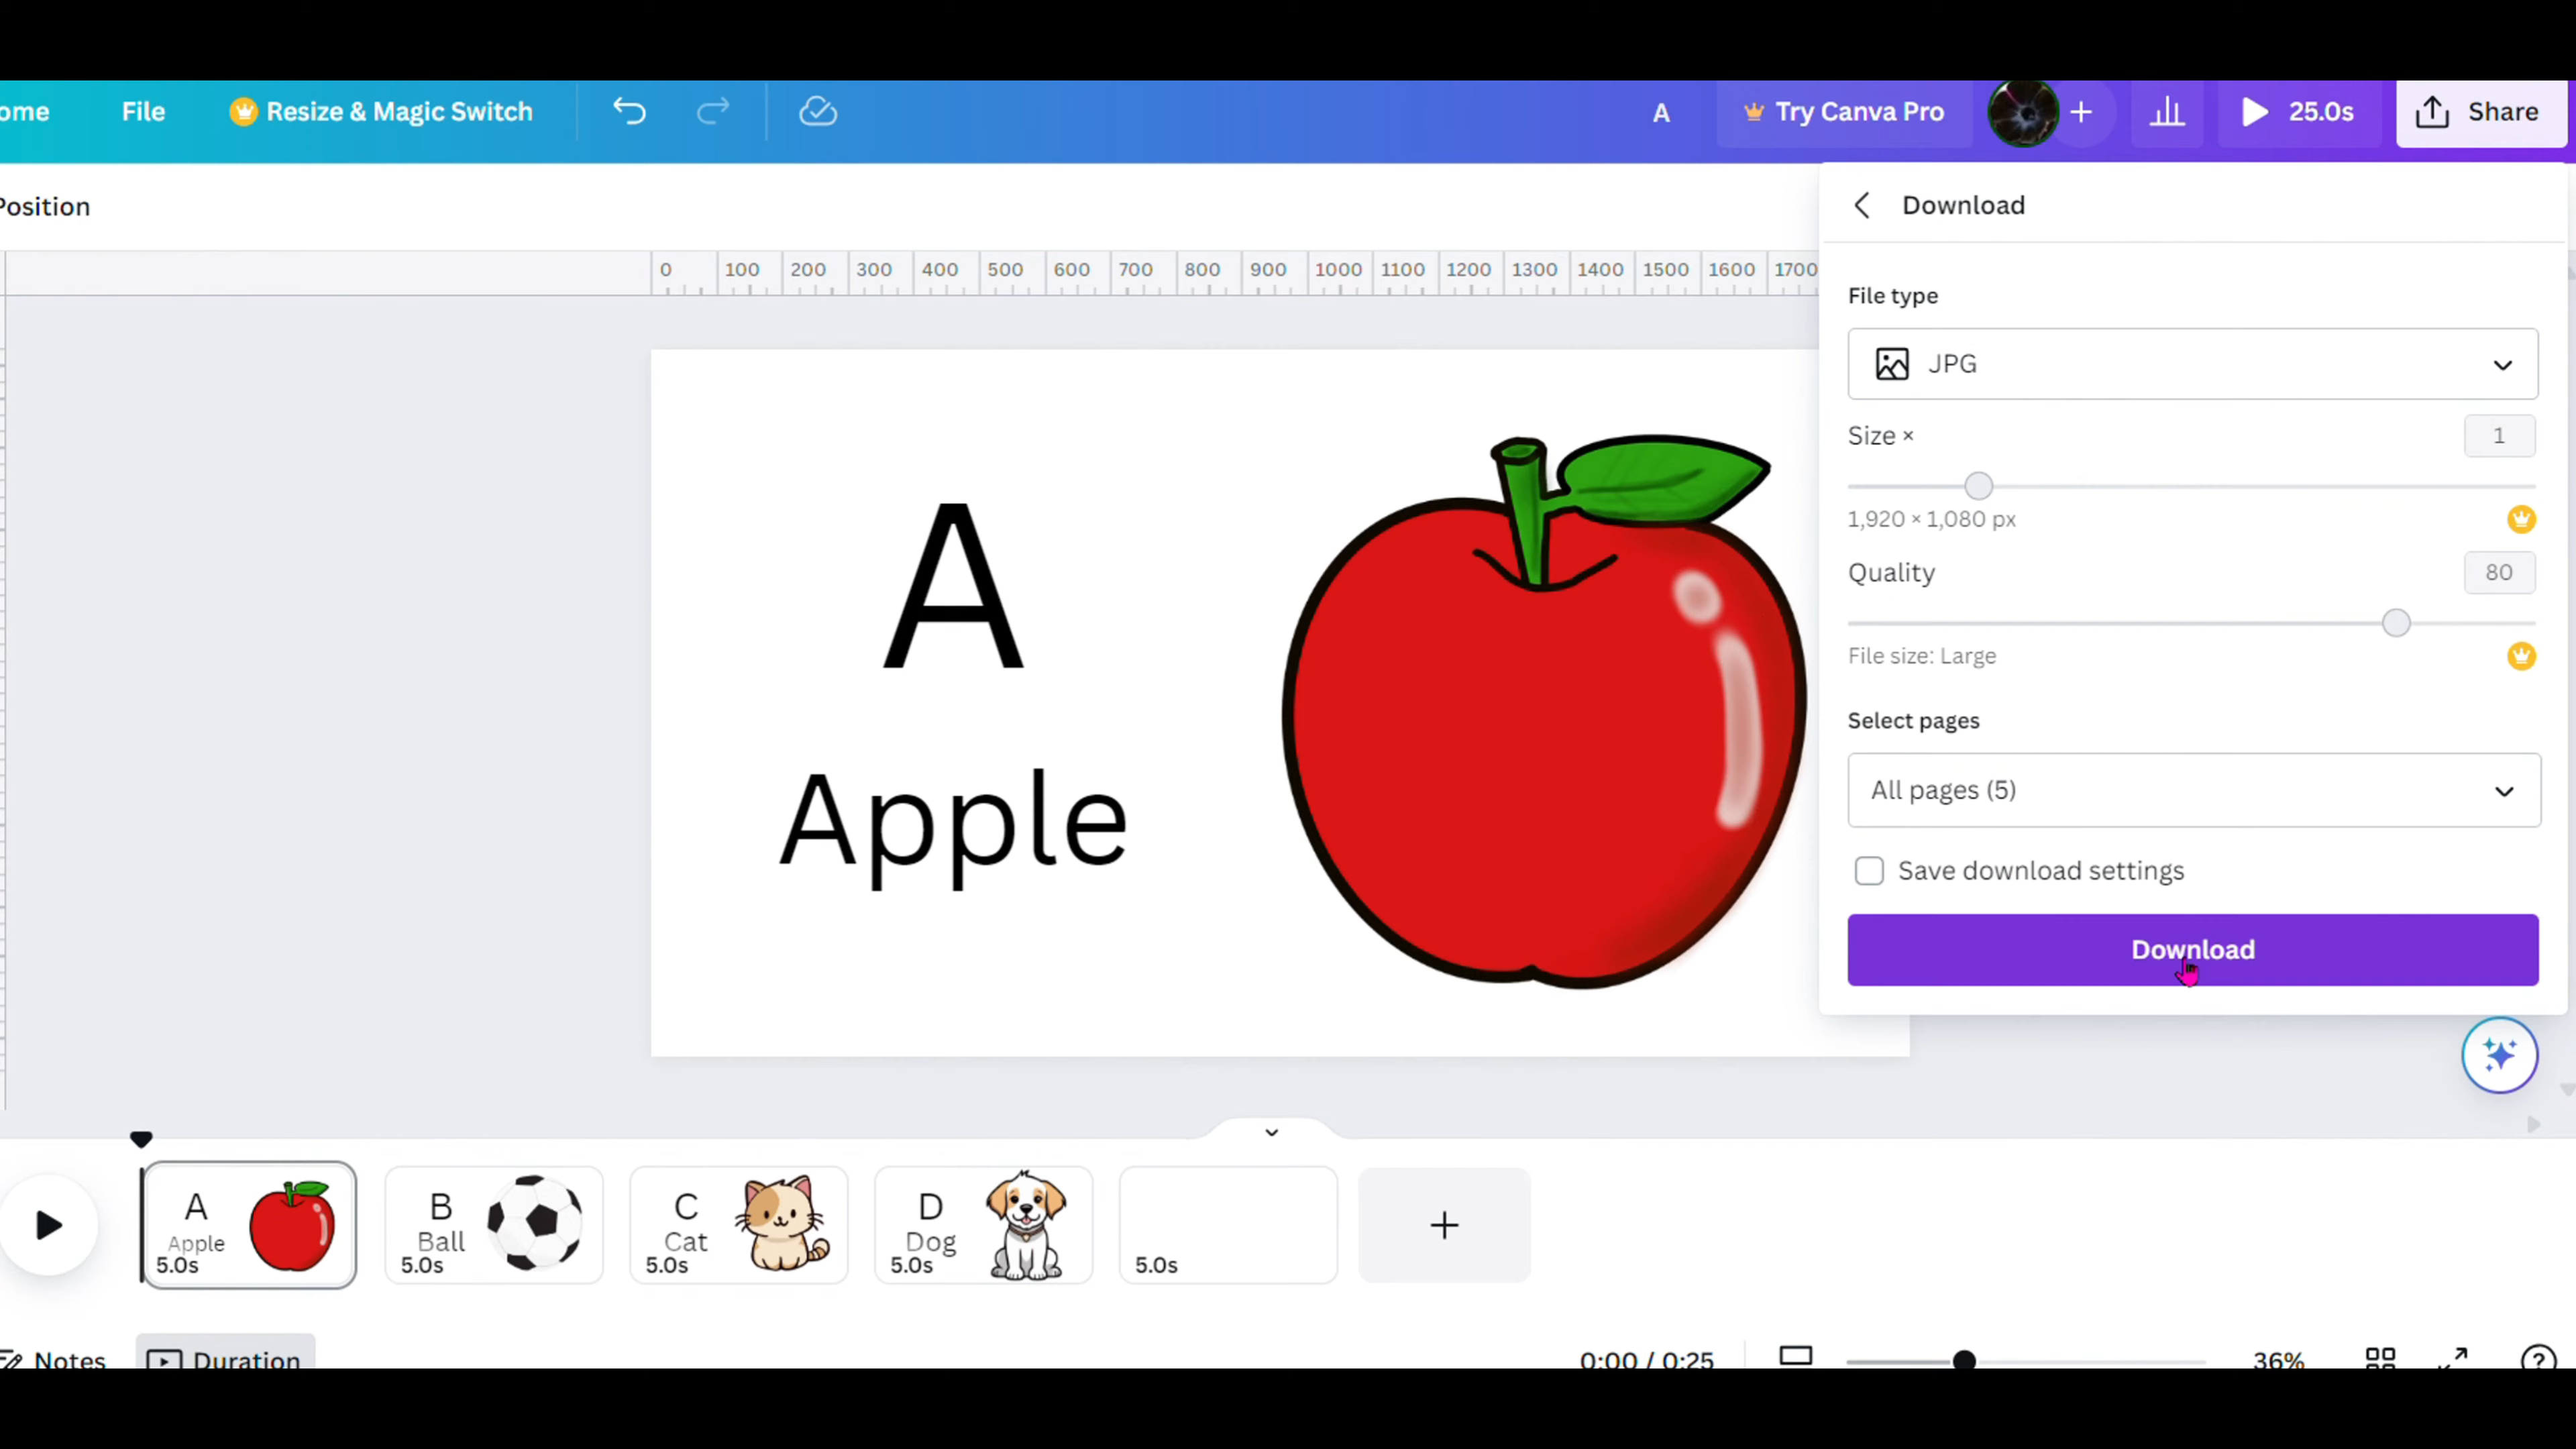 ome File Resize & Magic Switch A Try Canva Pro 25.0s Share
Position
Download
0 100 200 300 400 500 600 700 800 900 1000 1100 1200 1300 1400 1500 1600 1700
File type
JPG
Size × 1
1,920 × 1,080 px
Quality 80
File size: Large
Select pages
All pages (5)
Save download settings
Download
A
Apple
A
Apple
5.0s
B
Ball
5.0s
C
Cat
5.0s
D
Dog
5.0s
5.0s
Notes Duration 0:00 / 0:25 36% ?